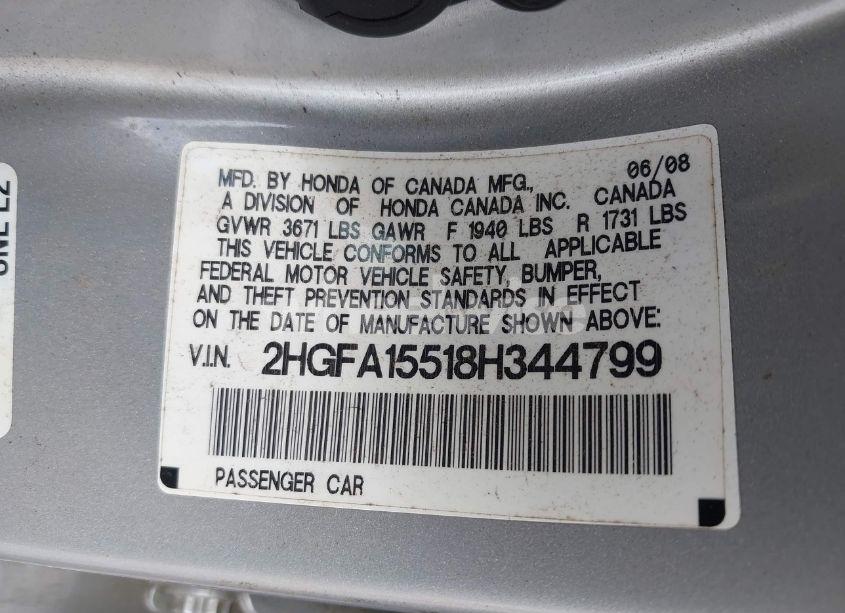 06/08
MFD. BY HONDA OF CANADA MFG.,
A DIVISION OF HONDA CANADA INC. CANADA
GVWR 3671 LBS GAWR F 1940 LBS R 1731 LBS
THIS VEHICLE CONFORMS TO ALL APPLICABLE
FEDERAL MOTOR VEHICLE SAFETY, BUMPER,
AND THEFT PREVENTION STANDARDS IN EFFECT
ON THE DATE OF MANUFACTURE SHOWN ABOVE:
V.I.N. 2HGFA15518H344799
PASSENGER CAR